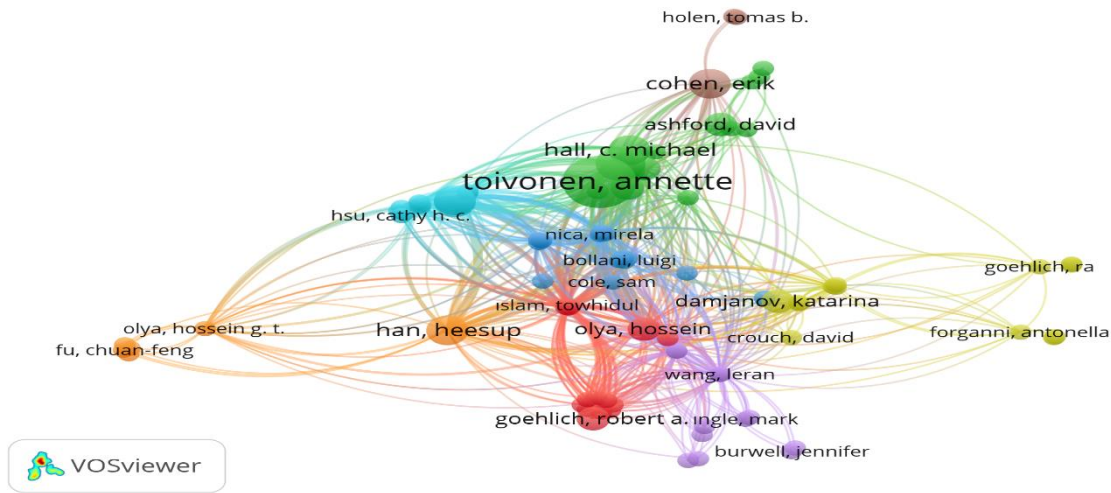 holen, tomas b.
cohen, erik
ashford, david
hall, c. michael
toivonen, annette
hsu, cathy h. c.
nica, mirela
bollani, luigi
goehlich, ra
cole, sam
islam, towhidul
damjanov, katarina
olya, hossein g. t.
han, heesup
olya, hossein
crouch, david
forganni, antonella
fu, chuan-feng
wang, leran
goehlich, robert a.
ingle, mark
burwell, jennifer
VOSviewer